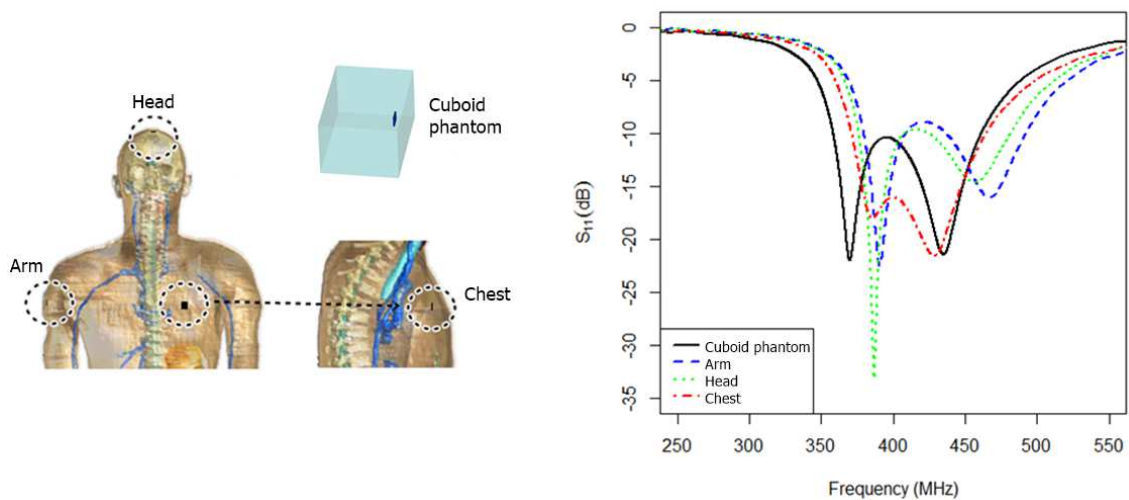 Head
Cuboid
phantom
Arm
Chest
S11(dB)
0
-5
-10
-15
-20
-25
-30
-35
Cuboid phantom
Arm
Head
Chest
250 300 350 400 450 500 550
Frequency (MHz)